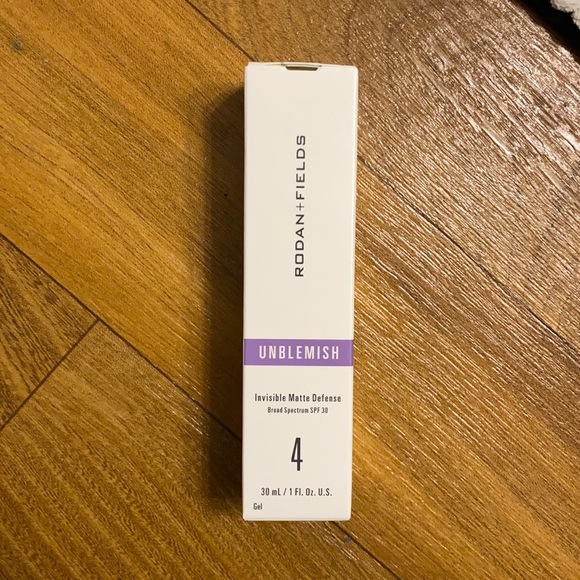 RODAN+FIELDS
UNBLEMISH
Invisible Matte Defense
Broad Spectrum SPF 30
4
30 mL / 1 Fl. Oz. U.S.
Gel